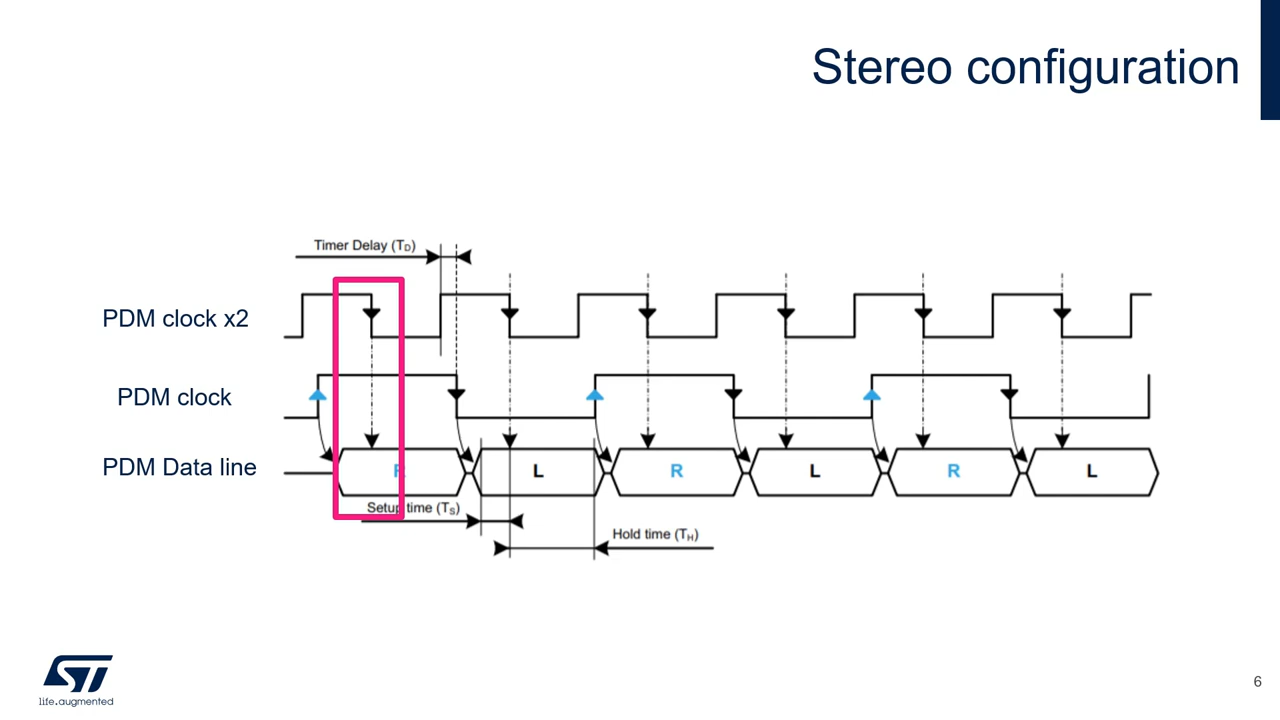 Stereo configuration
Timer Delay (TD)
PDM clock x2
PDM clock
PDM Data line
R L R L R L
Setup time (TS)
Hold time (TH)
ST
life.augmented
6